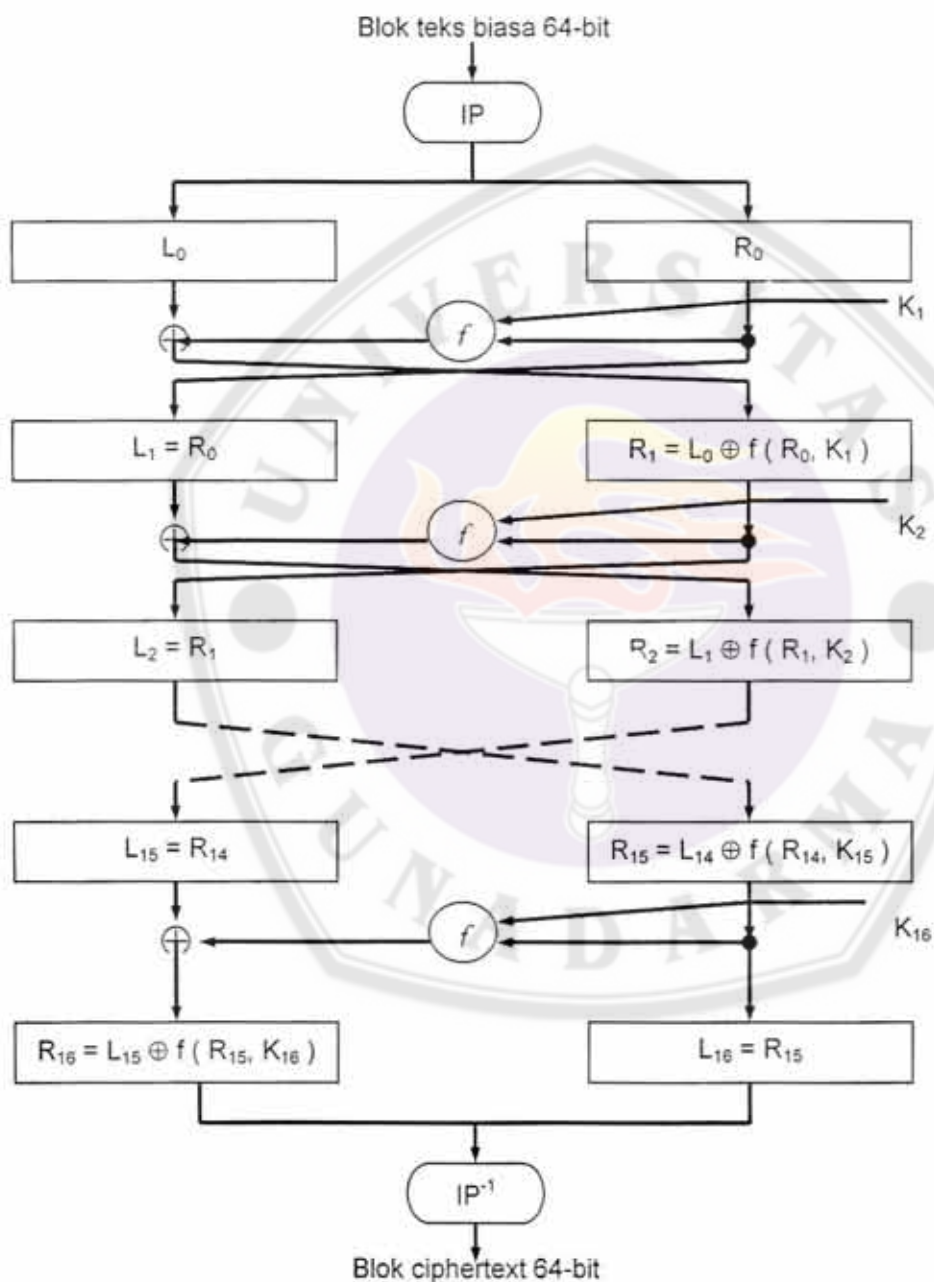 Blok teks biasa 64-bit
IP
L₀
R₀
K₁
f
L₁ = R₀
R₁ = L₀ ⊕ f ( R₀, K₁ )
K₂
f
L₂ = R₁
R₂ = L₁ ⊕ f ( R₁, K₂ )
L₁₅ = R₁₄
R₁₅ = L₁₄ ⊕ f ( R₁₄, K₁₅ )
f
K₁₆
R₁₆ = L₁₅ ⊕ f ( R₁₅, K₁₆ )
L₁₆ = R₁₅
IP⁻¹
Blok ciphertext 64-bit
UNIVERSITAS
GUNADARMA